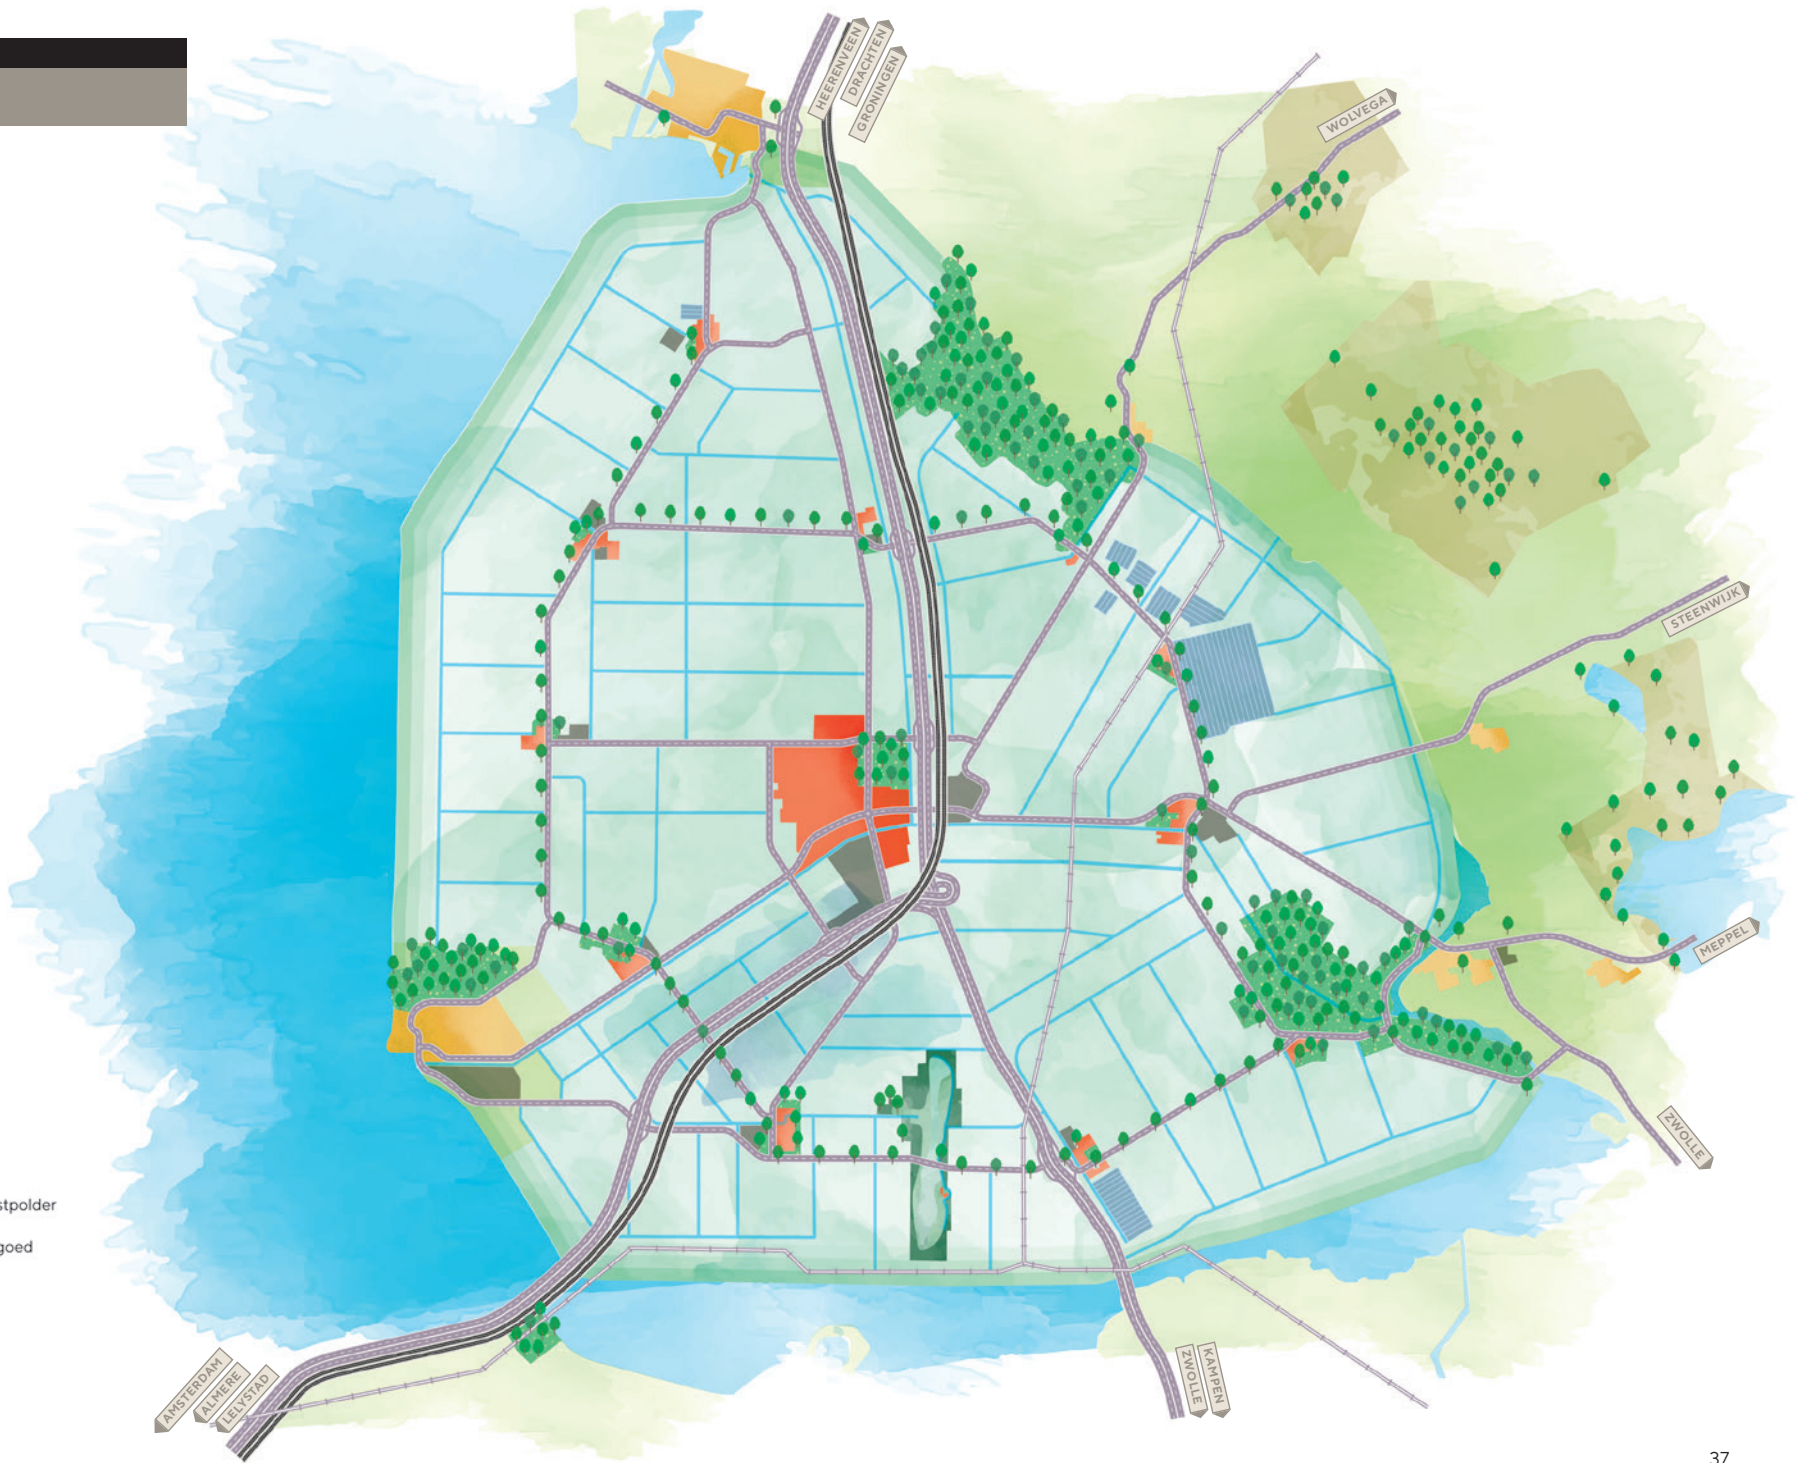 HEERENVEEN
DRACHTEN
GRONINGEN
WOLVEGA
STEENWIJK
MEPPEL
ZWOLLE
stpolder
goed
AMSTERDAM
ALMERE
LELYSTAD
ZWOLLE
KAMPEN
37